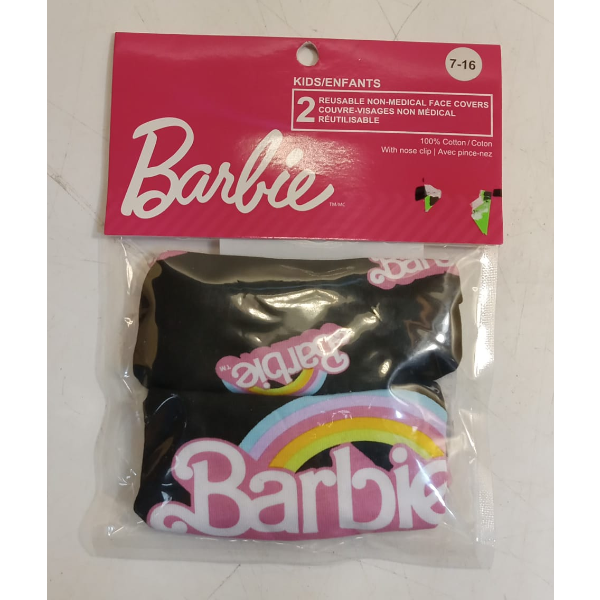 7-16
KIDS/ENFANTS
2 REUSABLE NON-MEDICAL FACE COVERS
COUVRE-VISAGES NON MÉDICAL
RÉUTILISABLE
100% Cotton / Coton
With nose clip | Avec pince-nez
Barbie
TM/MC
Barbie
Barbie TM
Barbie